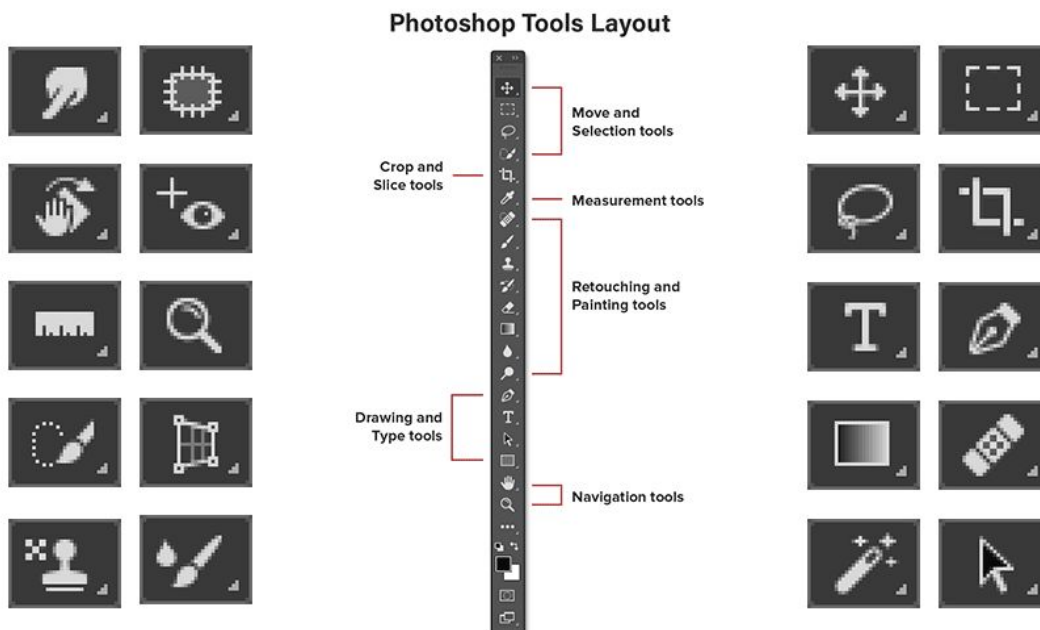 Photoshop Tools Layout
Move and
Selection tools
Crop and
Slice tools
Measurement tools
Retouching and
Painting tools
Drawing and
Type tools
Navigation tools